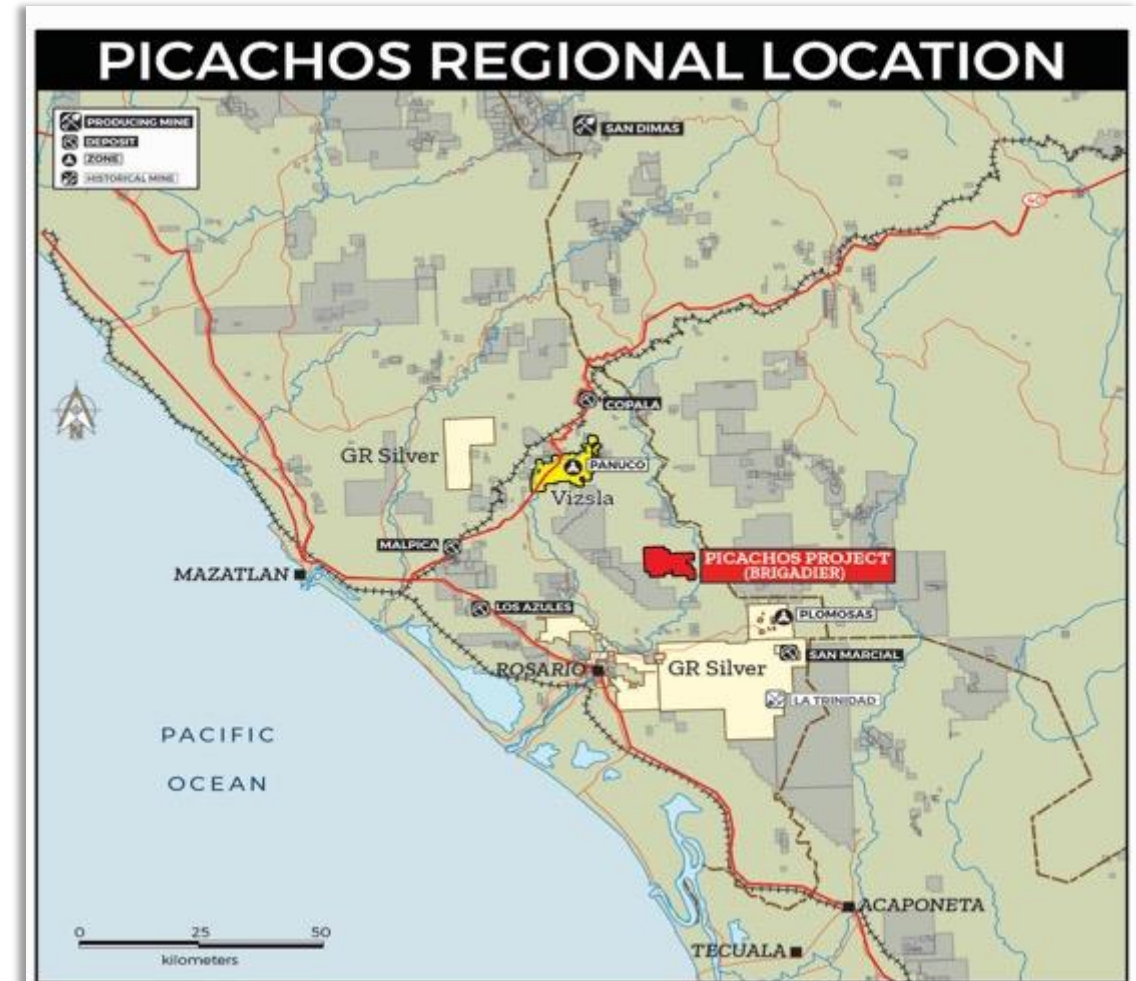 PICACHOS REGIONAL LOCATION
PRODUCING MINE
DEPOSIT
ZONE
HISTORICAL MINE
SAN DIMAS
40
COPALA
GR Silver
PANUCO
Vizsla
MALPICA
PICACHOS PROJECT
(BRIGADIER)
MAZATLAN
LOS AZULES
PLOMOSAS
SAN MARCIAL
ROSARIO
GR Silver
LA TRINIDAD
PACIFIC
OCEAN
N
ACAPONETA
TECUALA
0 25 50
kilometers